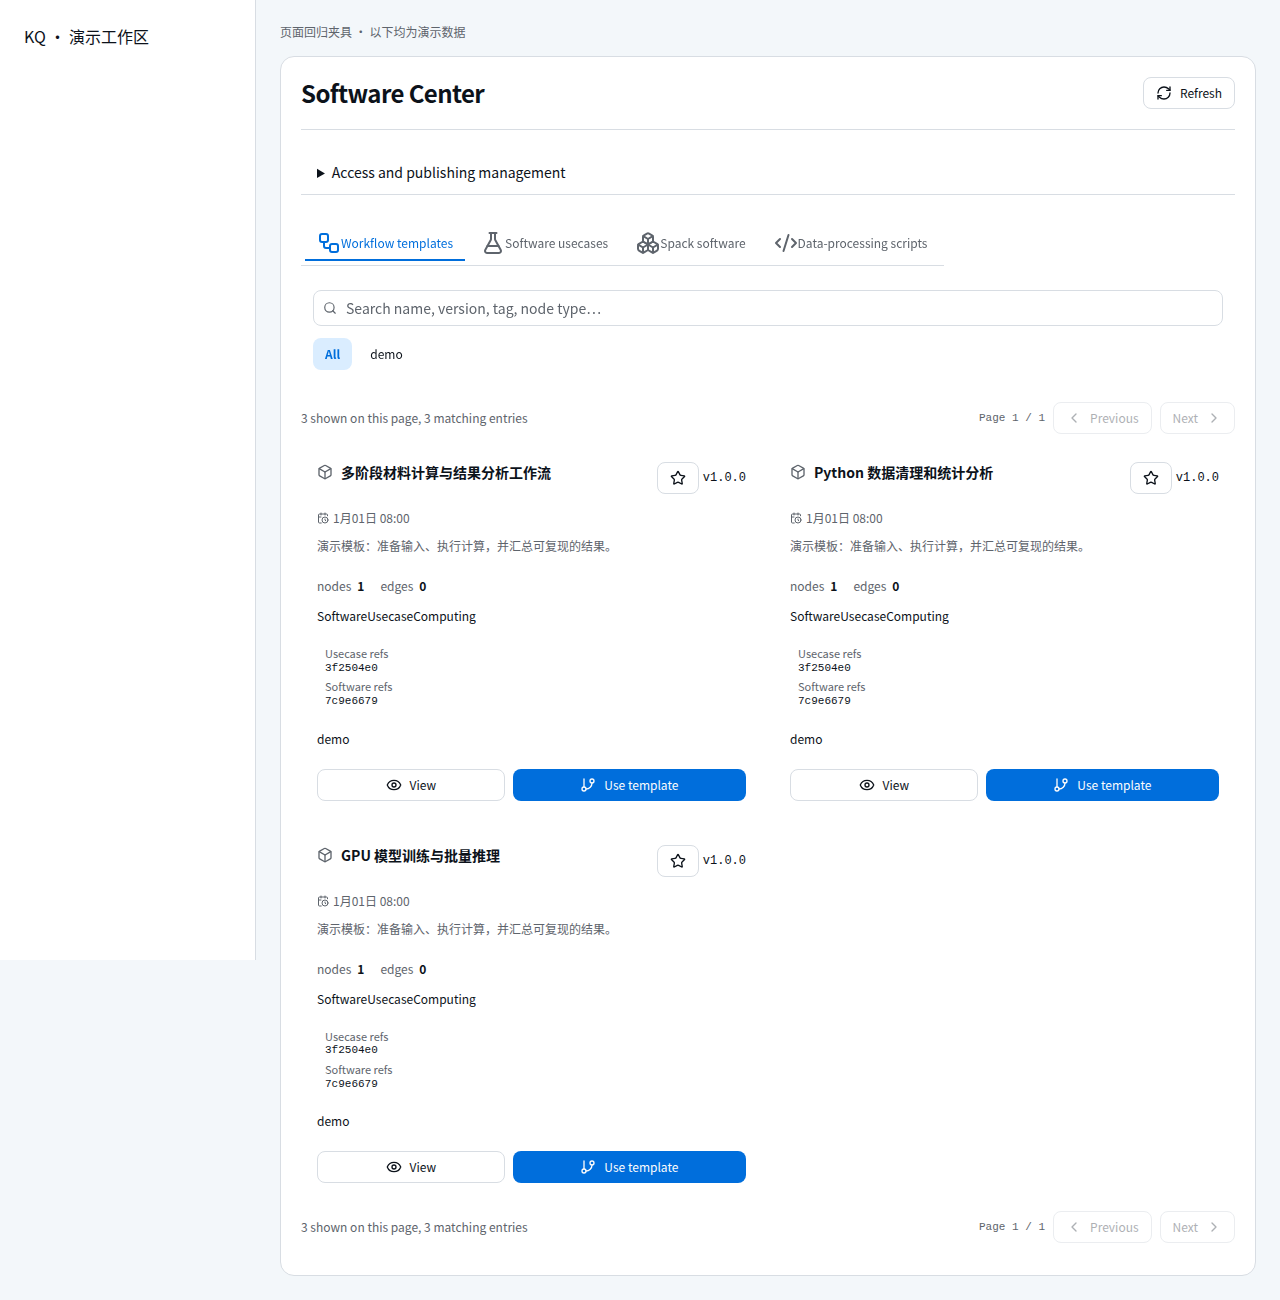 KQ · 演示工作区
页面回归夹具 · 以下均为演示数据
Software Center
Refresh
Access and publishing management
Workflow templates
Software usecases
Spack software
Data-processing scripts
Search name, version, tag, node type…
All
demo
3 shown on this page, 3 matching entries
Page 1 / 1
Previous
Next
多阶段材料计算与结果分析工作流
v1.0.0
1月01日 08:00
演示模板：准备输入、执行计算，并汇总可复现的结果。
nodes 1 edges 0
SoftwareUsecaseComputing
Usecase refs
3f2504e0
Software refs
7c9e6679
demo
View
Use template
Python 数据清理和统计分析
v1.0.0
1月01日 08:00
演示模板：准备输入、执行计算，并汇总可复现的结果。
nodes 1 edges 0
SoftwareUsecaseComputing
Usecase refs
3f2504e0
Software refs
7c9e6679
demo
View
Use template
GPU 模型训练与批量推理
v1.0.0
1月01日 08:00
演示模板：准备输入、执行计算，并汇总可复现的结果。
nodes 1 edges 0
SoftwareUsecaseComputing
Usecase refs
3f2504e0
Software refs
7c9e6679
demo
View
Use template
3 shown on this page, 3 matching entries
Page 1 / 1
Previous
Next